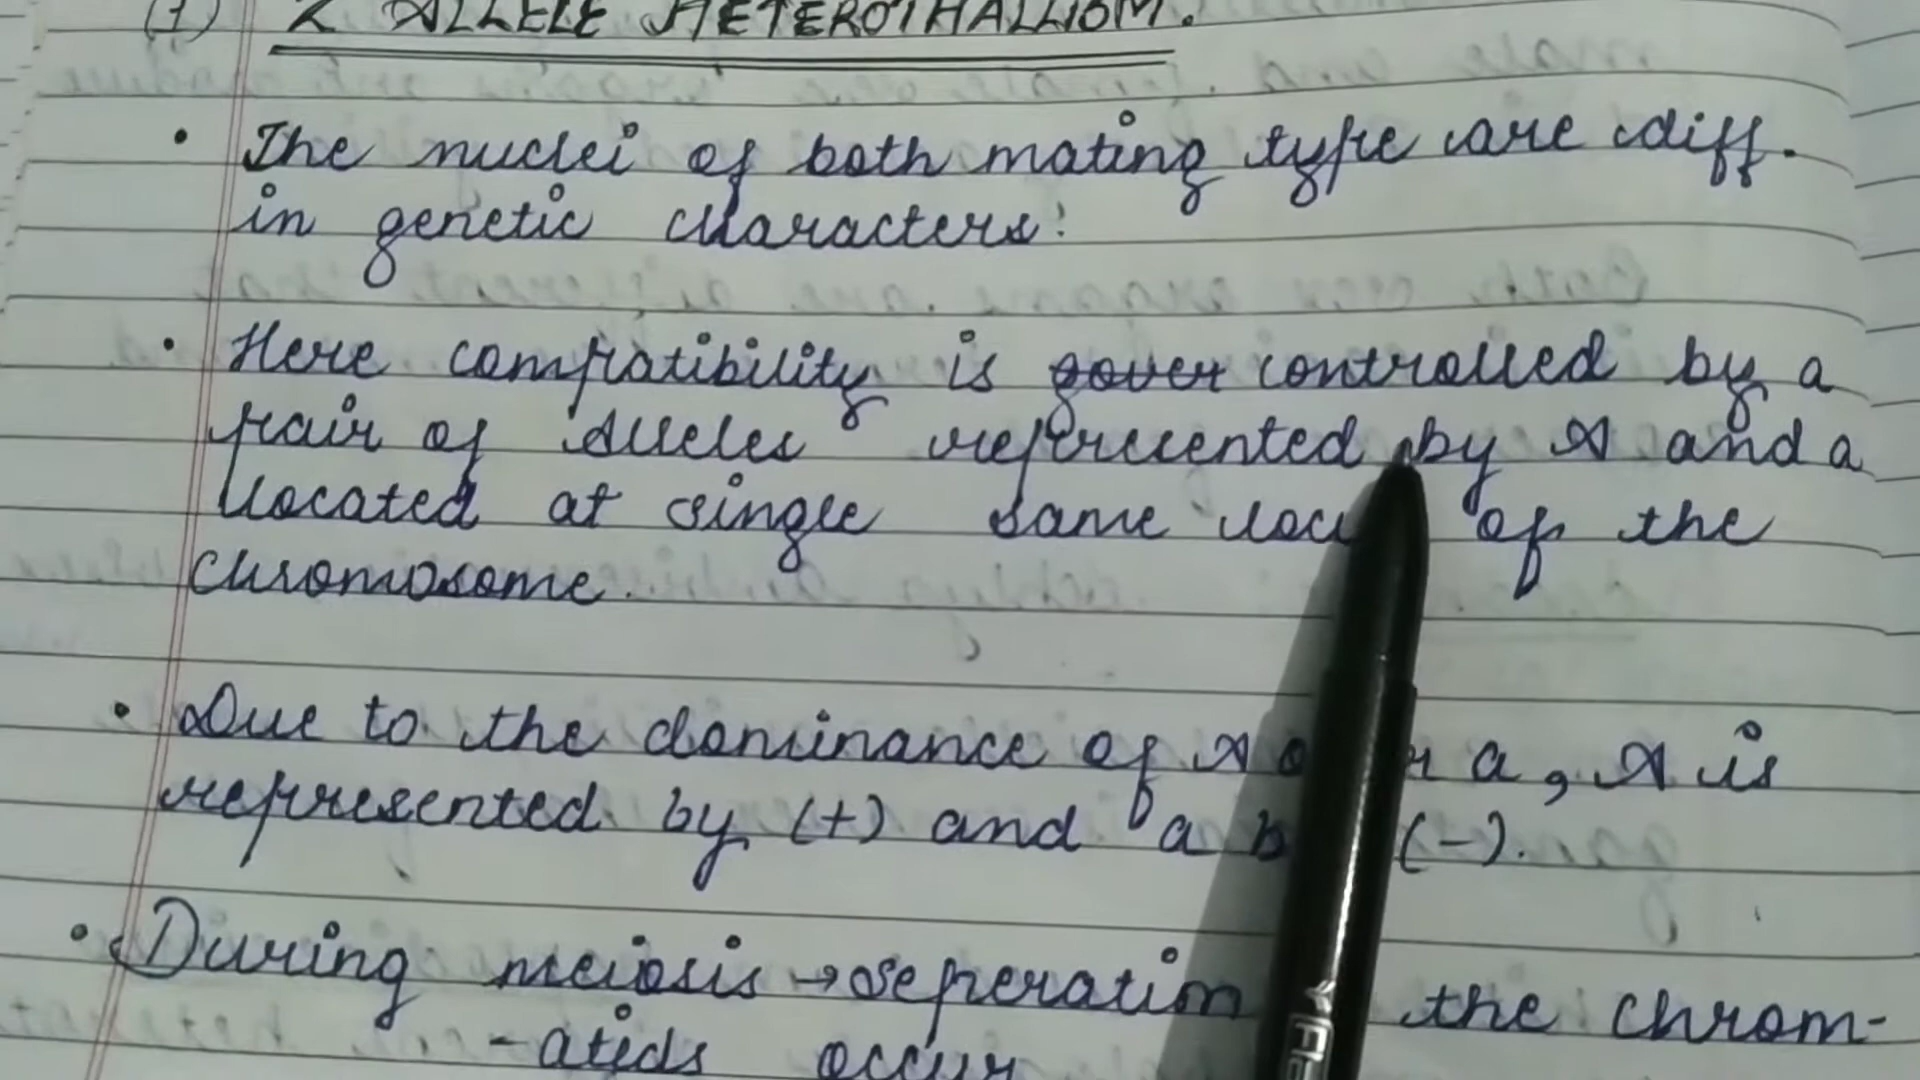 (1) 2 ALLELE HETEROTHALLISM.
• The nuclei of both mating type are diff.
in genetic characters:
• Here compatibility is gover controlled by a
pair of alleles represented by A and a
located at single same locu of the
chromosome.
• Due to the dominance of A a, A is
represented by (+) and a b (-).
• During meiosis → seperation the chrom-
-atids occur